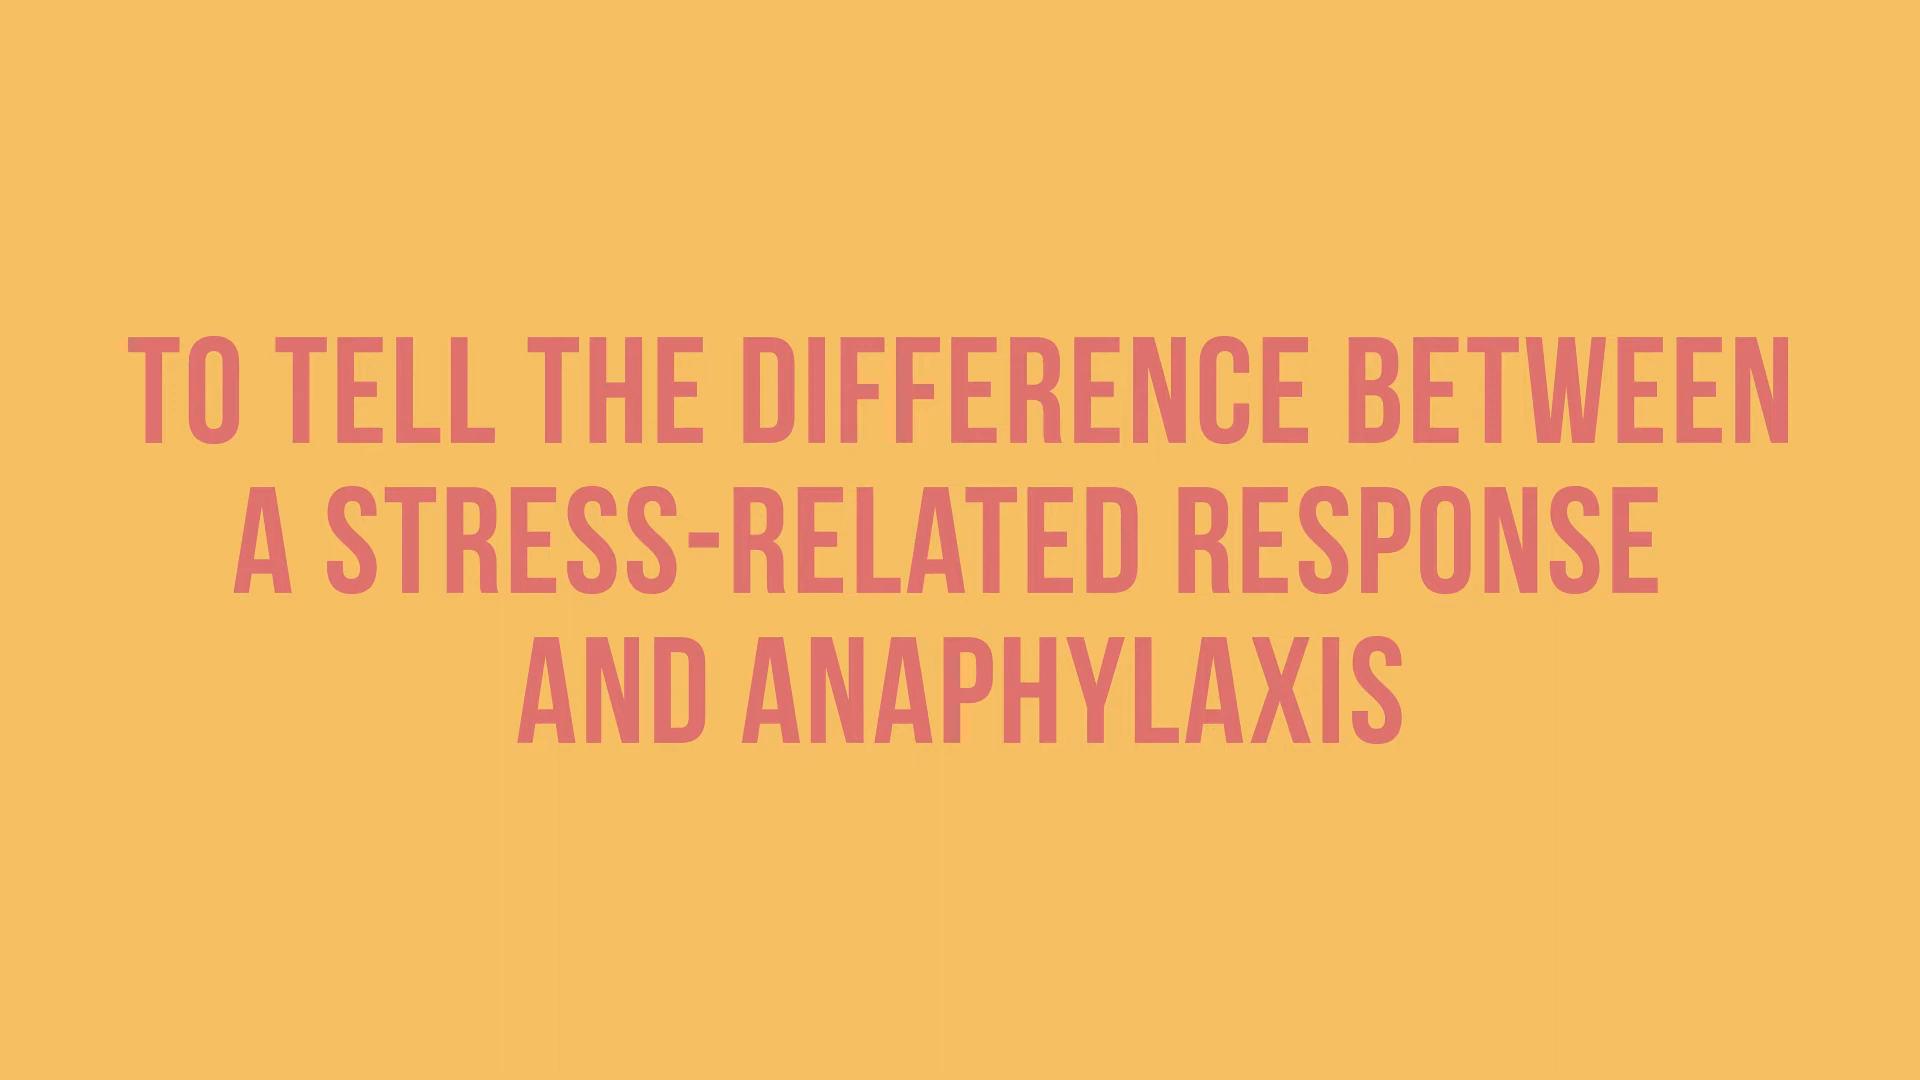 TO TELL THE DIFFERENCE BETWEEN
A STRESS-RELATED RESPONSE
AND ANAPHYLAXIS